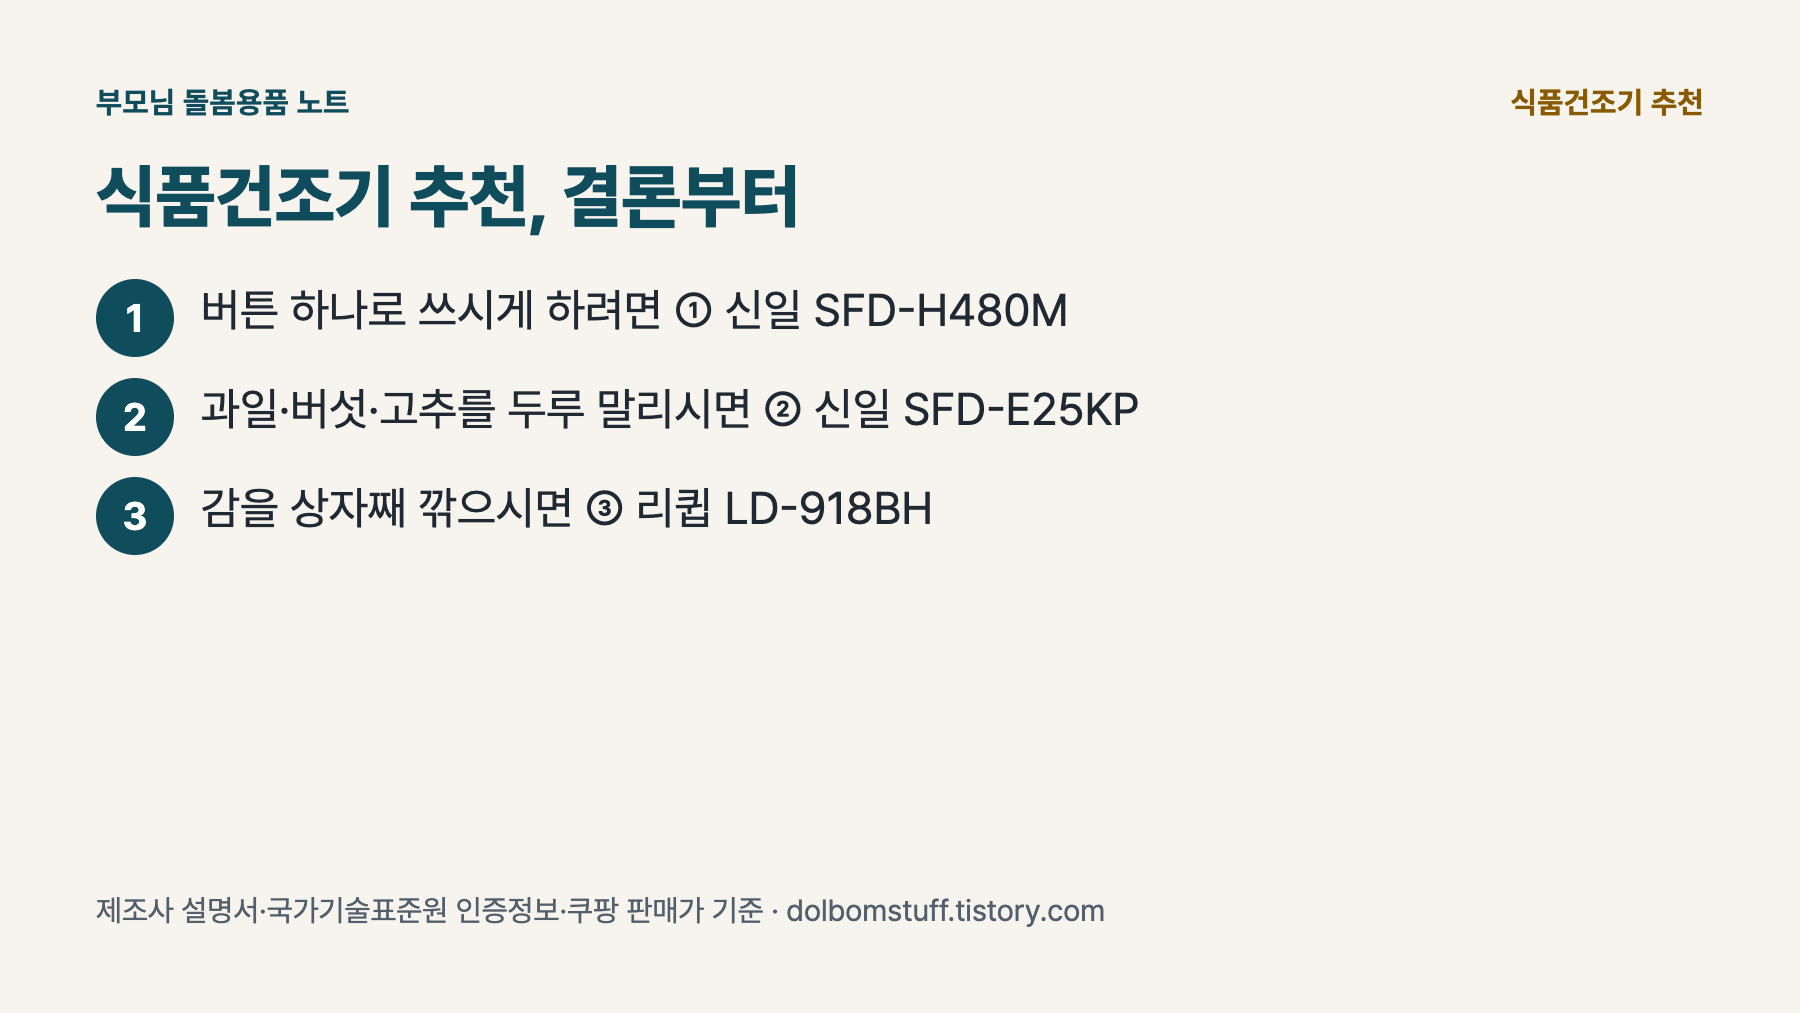 부모님 돌봄용품 노트
식품건조기 추천
식품건조기 추천, 결론부터
1 버튼 하나로 쓰시게 하려면 ① 신일 SFD-H480M
2 과일·버섯·고추를 두루 말리시면 ② 신일 SFD-E25KP
3 감을 상자째 깎으시면 ③ 리큅 LD-918BH
제조사 설명서·국가기술표준원 인증정보·쿠팡 판매가 기준 · dolbomstuff.tistory.com